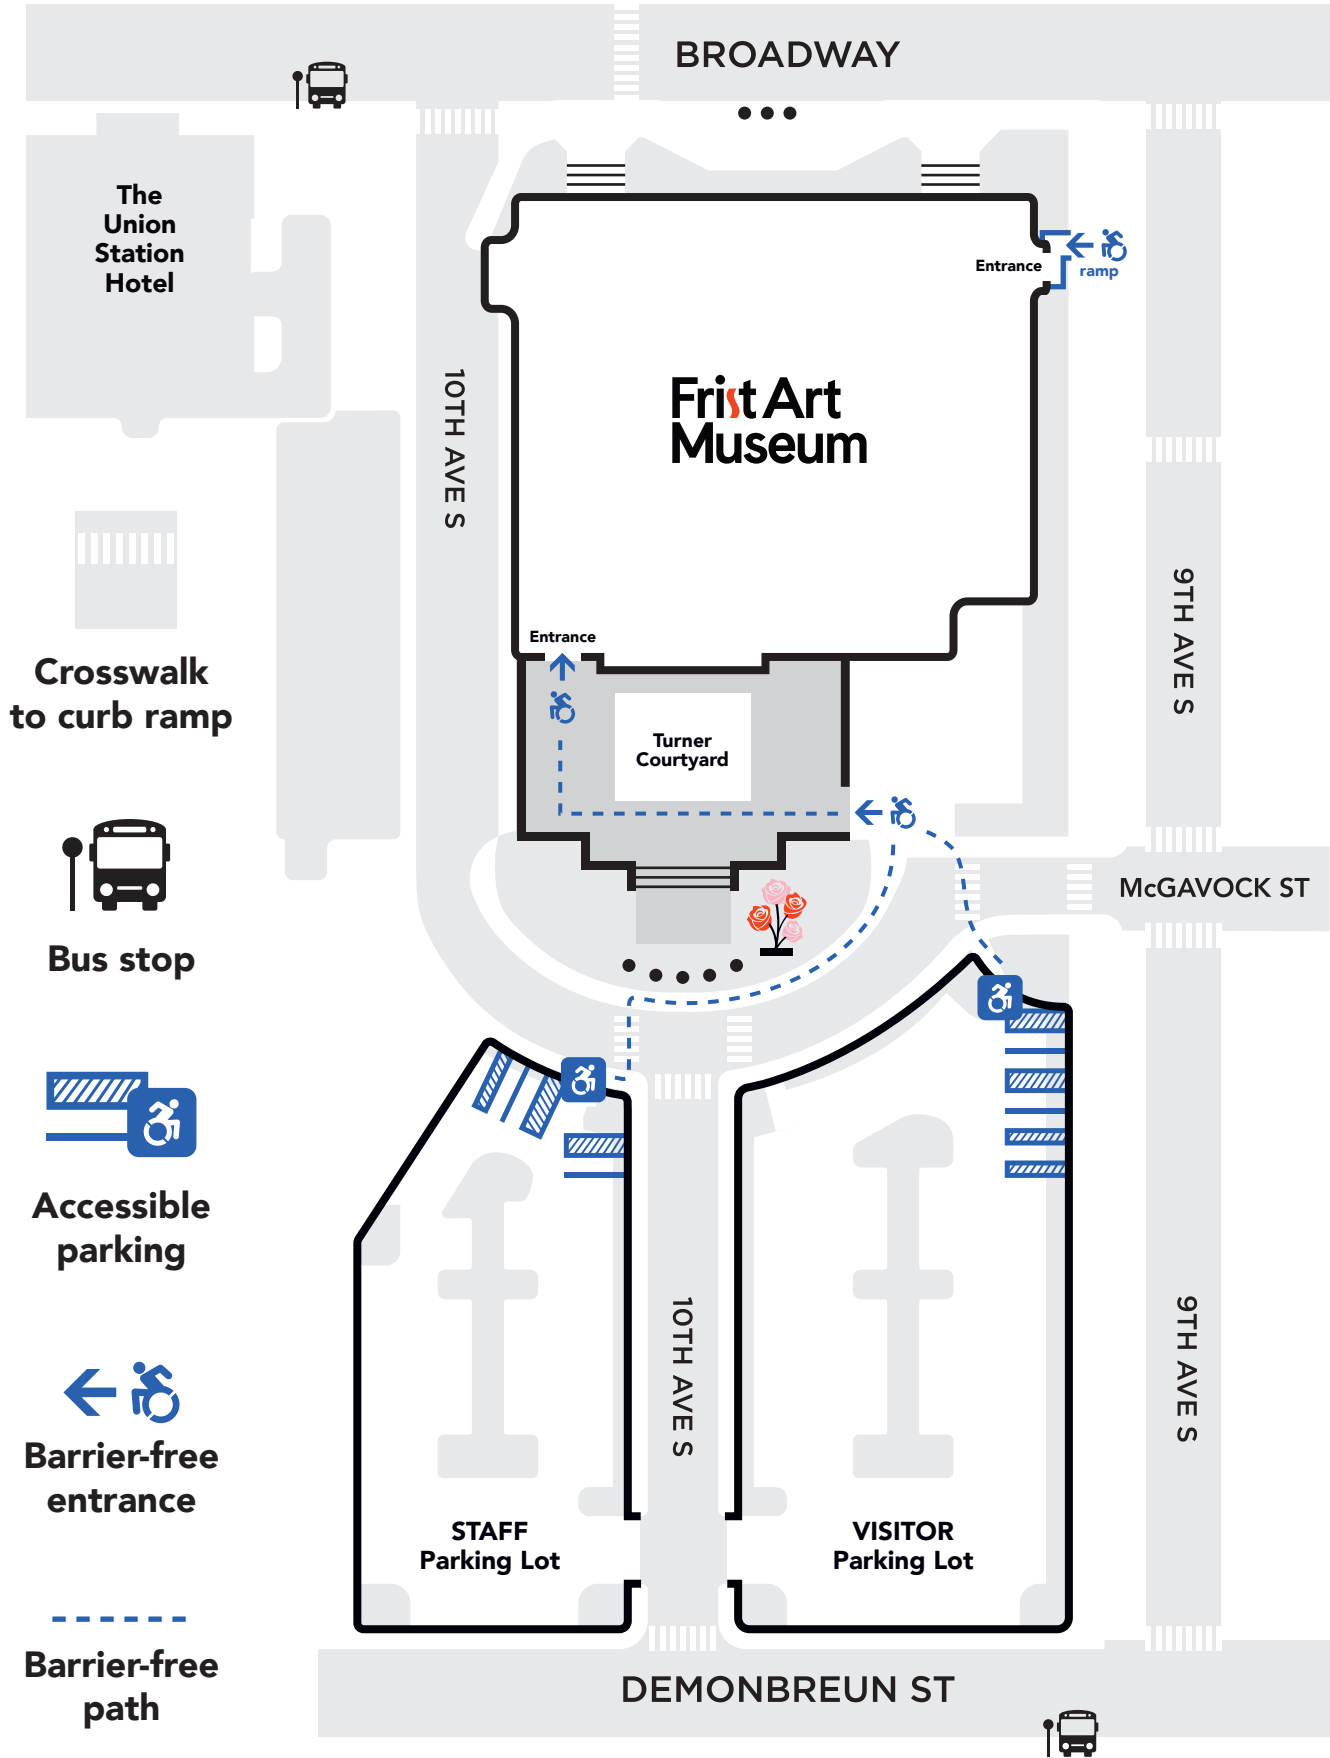 BROADWAY
The
Union
Station
Hotel
Entrance
ramp
Frist Art
Museum
10TH AVE S
9TH AVE S
Crosswalk
to curb ramp
Entrance
Turner
Courtyard
Bus stop
McGAVOCK ST
Accessible
parking
10TH AVE S
9TH AVE S
Barrier-free
entrance
STAFF
Parking Lot
VISITOR
Parking Lot
Barrier-free
path
DEMONBREUN ST